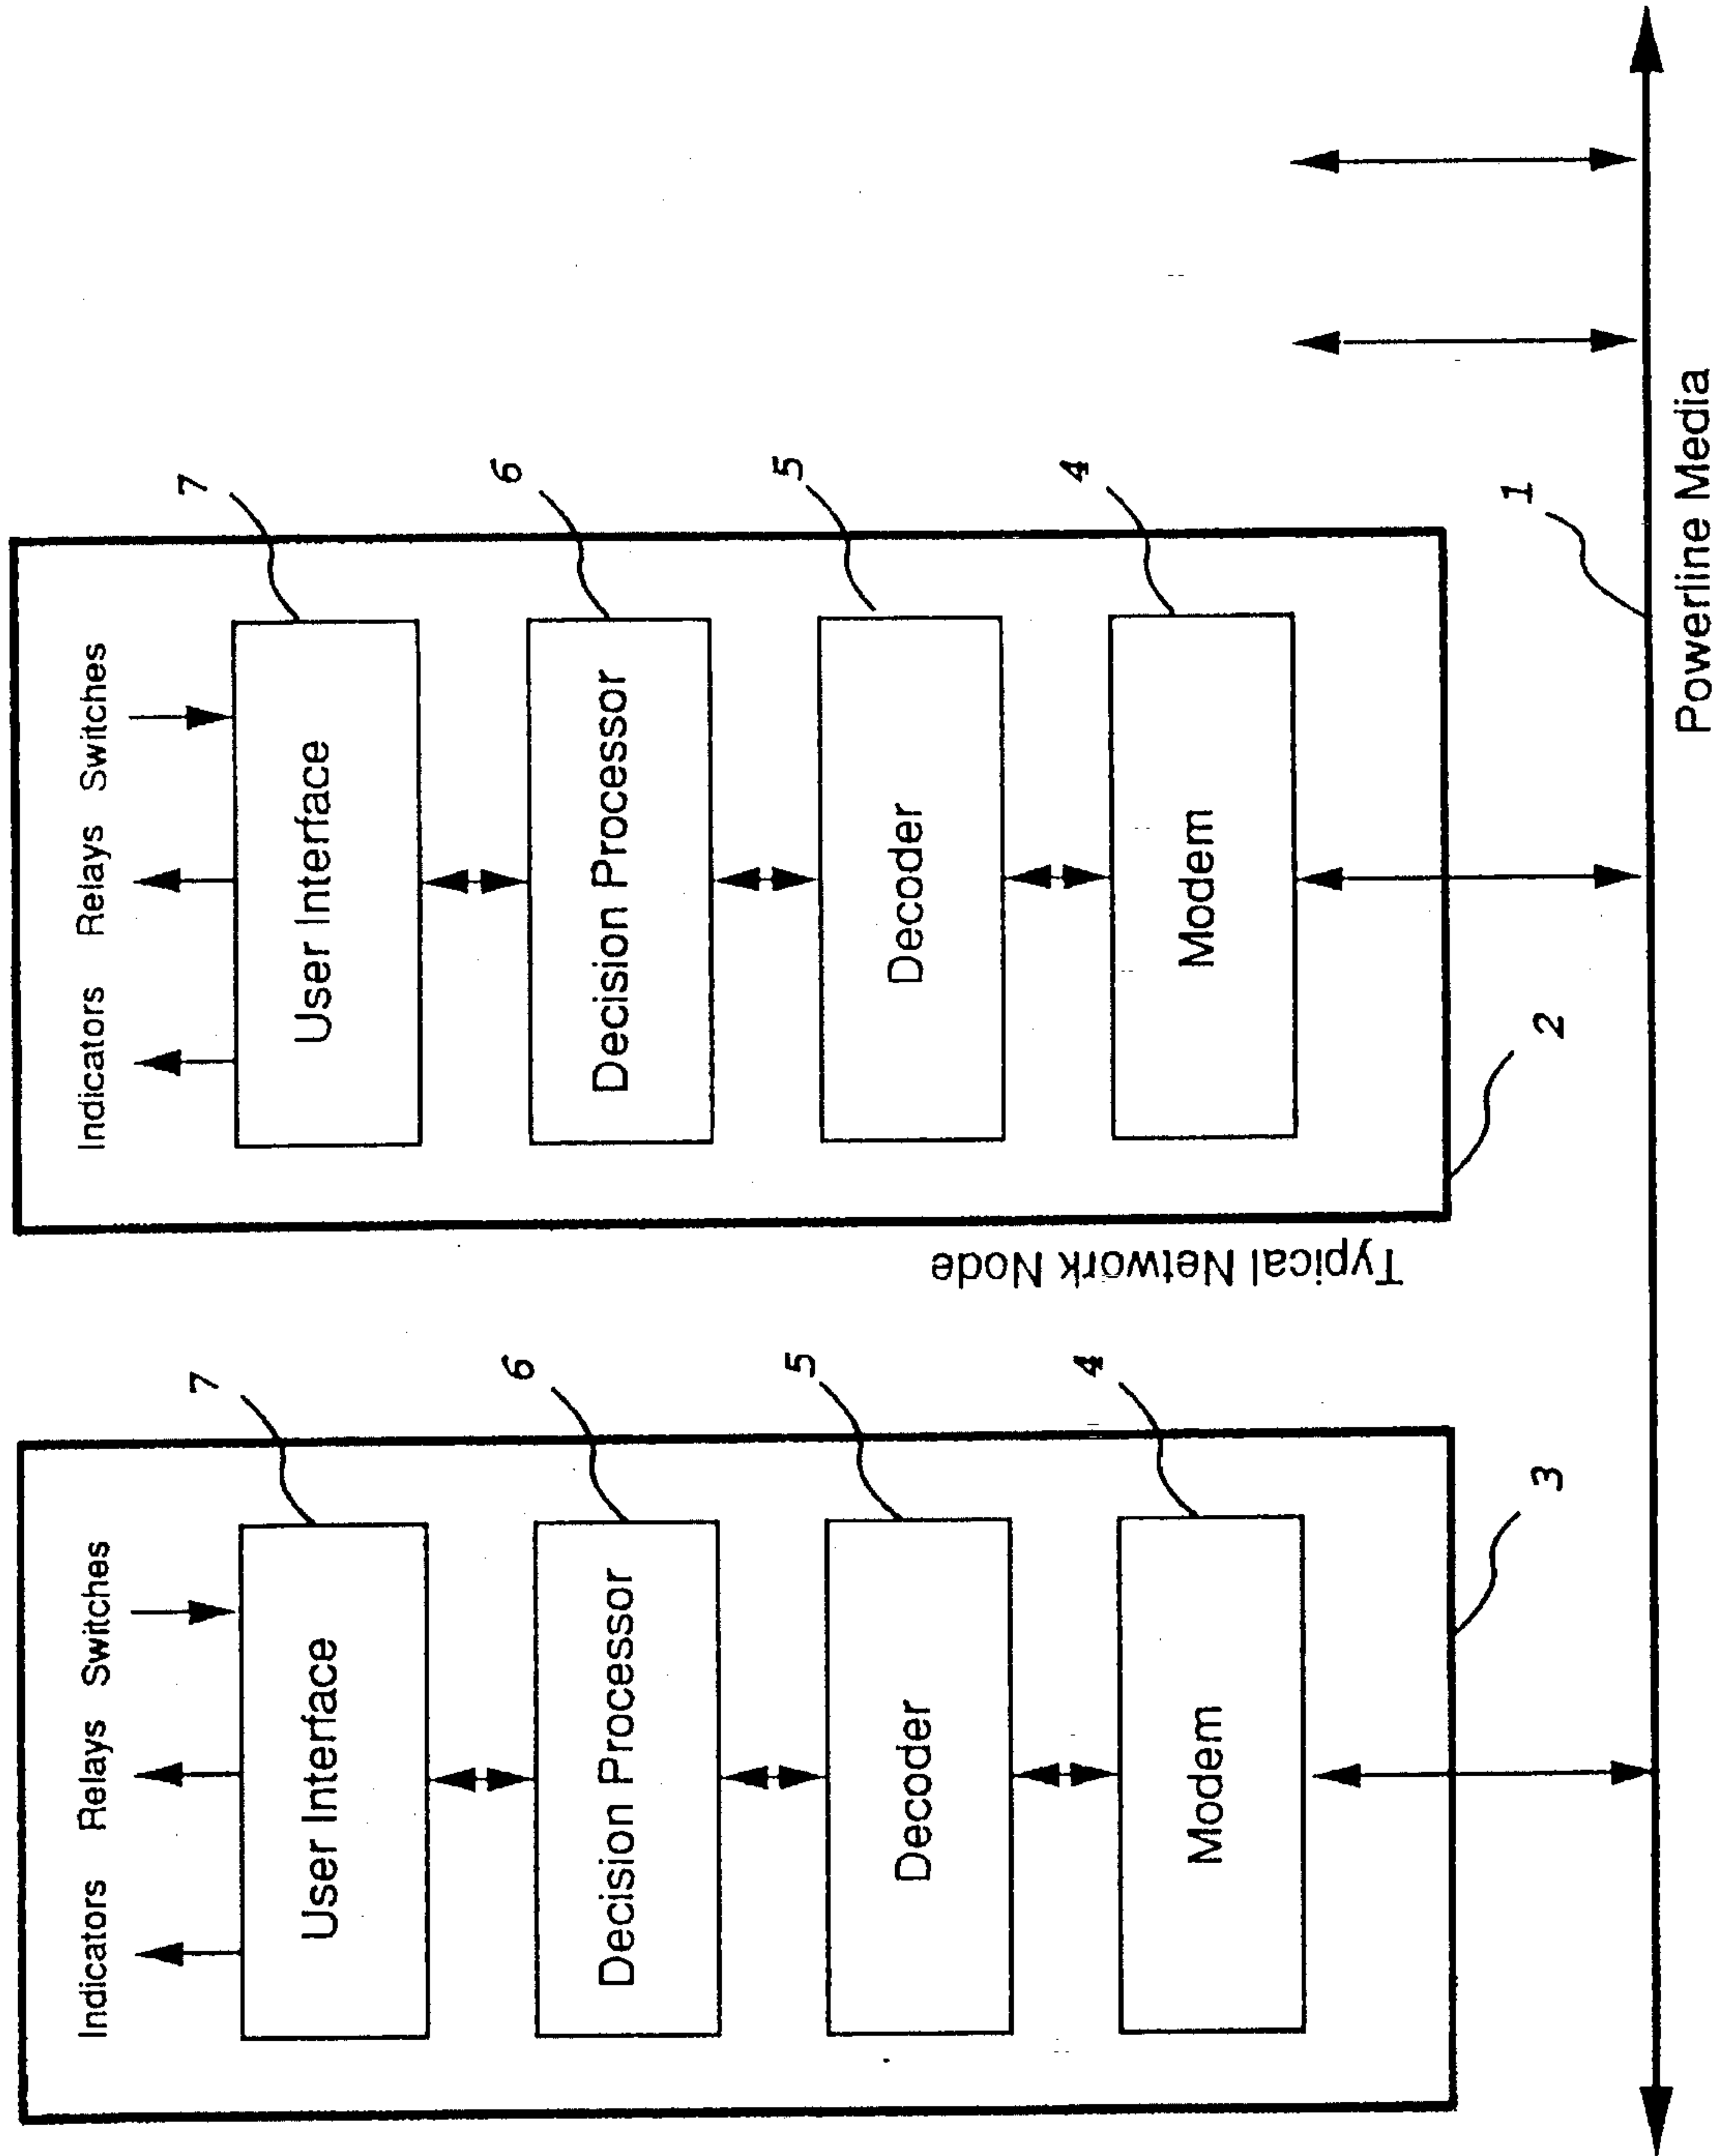 Indicators Relays Switches
User Interface
7
Decision Processor
6
Decoder
5
Modem
4
3
Typical Network Node
Indicators Relays Switches
User Interface
7
Decision Processor
6
Decoder
5
Modem
4
2
1
Powerline Media